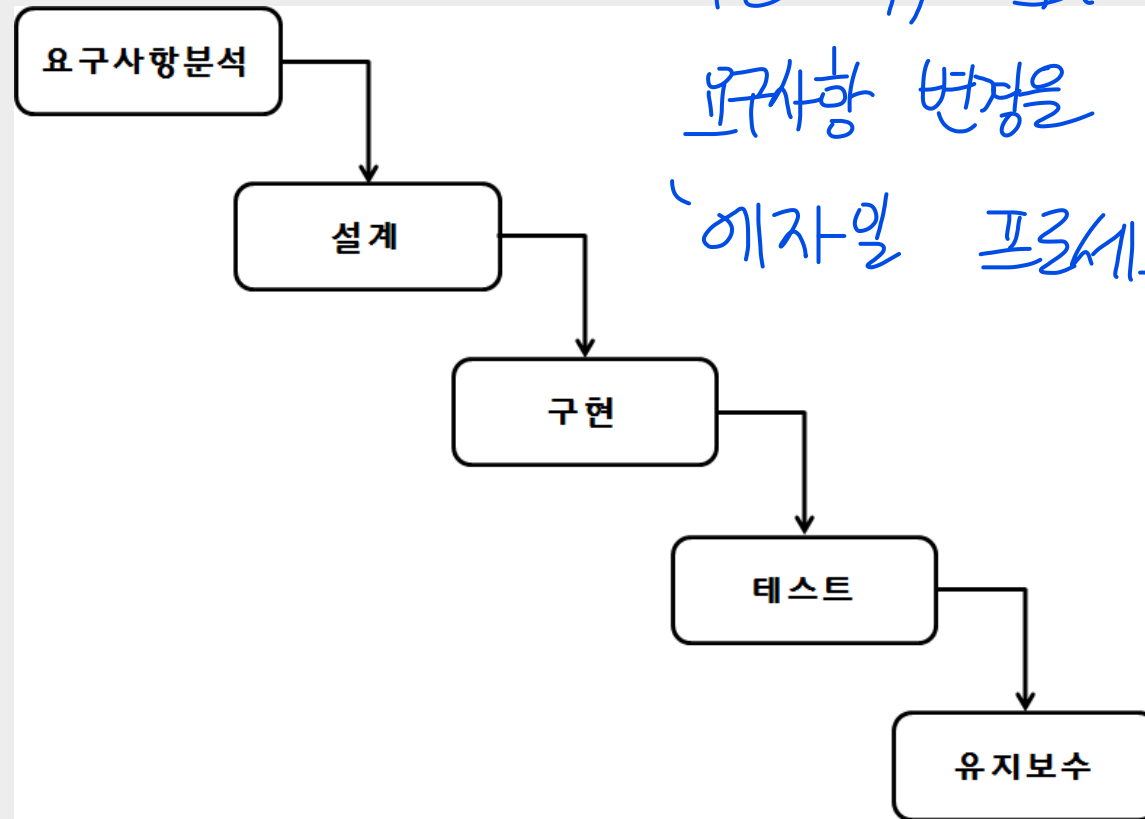 요구사항분석
요구사항 변경을
설계
이자일 프로세
구현
테스트
유지보수